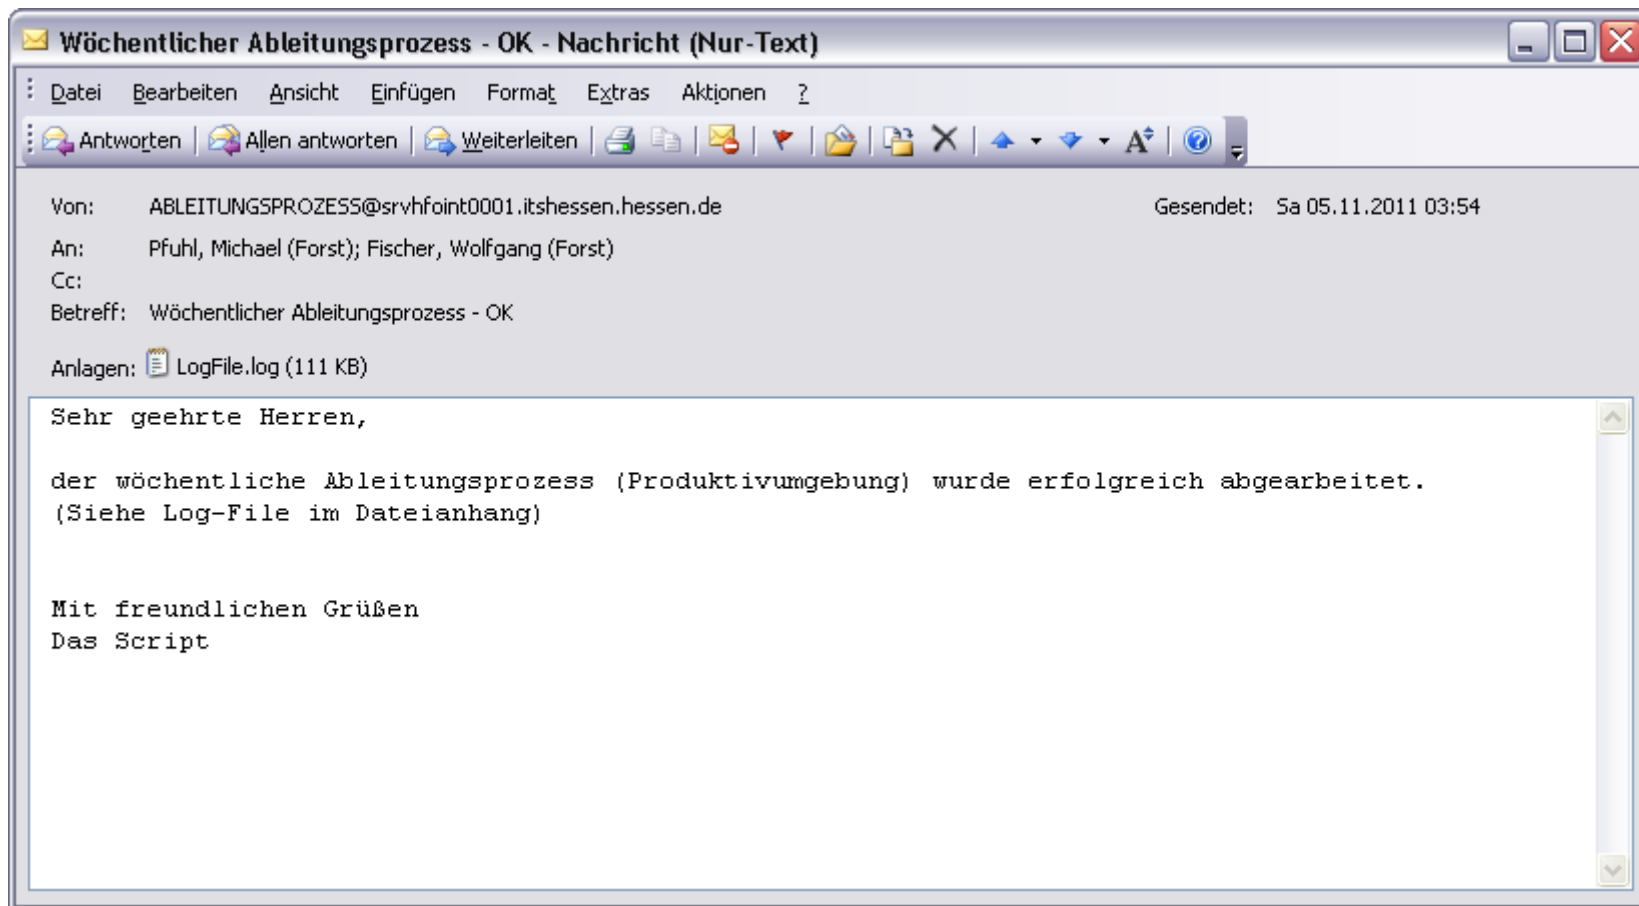 Wöchentlicher Ableitungsprozess - OK - Nachricht (Nur-Text)
Datei Bearbeiten Ansicht Einfügen Format Extras Aktionen ?
Antworten Allen antworten Weiterleiten
Von: ABLEITUNGSPROZESS@srvhfoint0001.itshessen.hessen.de Gesendet: Sa 05.11.2011 03:54
An: Pfuhl, Michael (Forst); Fischer, Wolfgang (Forst)
Cc:
Betreff: Wöchentlicher Ableitungsprozess - OK
Anlagen: LogFile.log (111 KB)
Sehr geehrte Herren,
der wöchentliche Ableitungsprozess (Produktivumgebung) wurde erfolgreich abgearbeitet.
(Siehe Log-File im Dateianhang)
Mit freundlichen Grüßen
Das Script